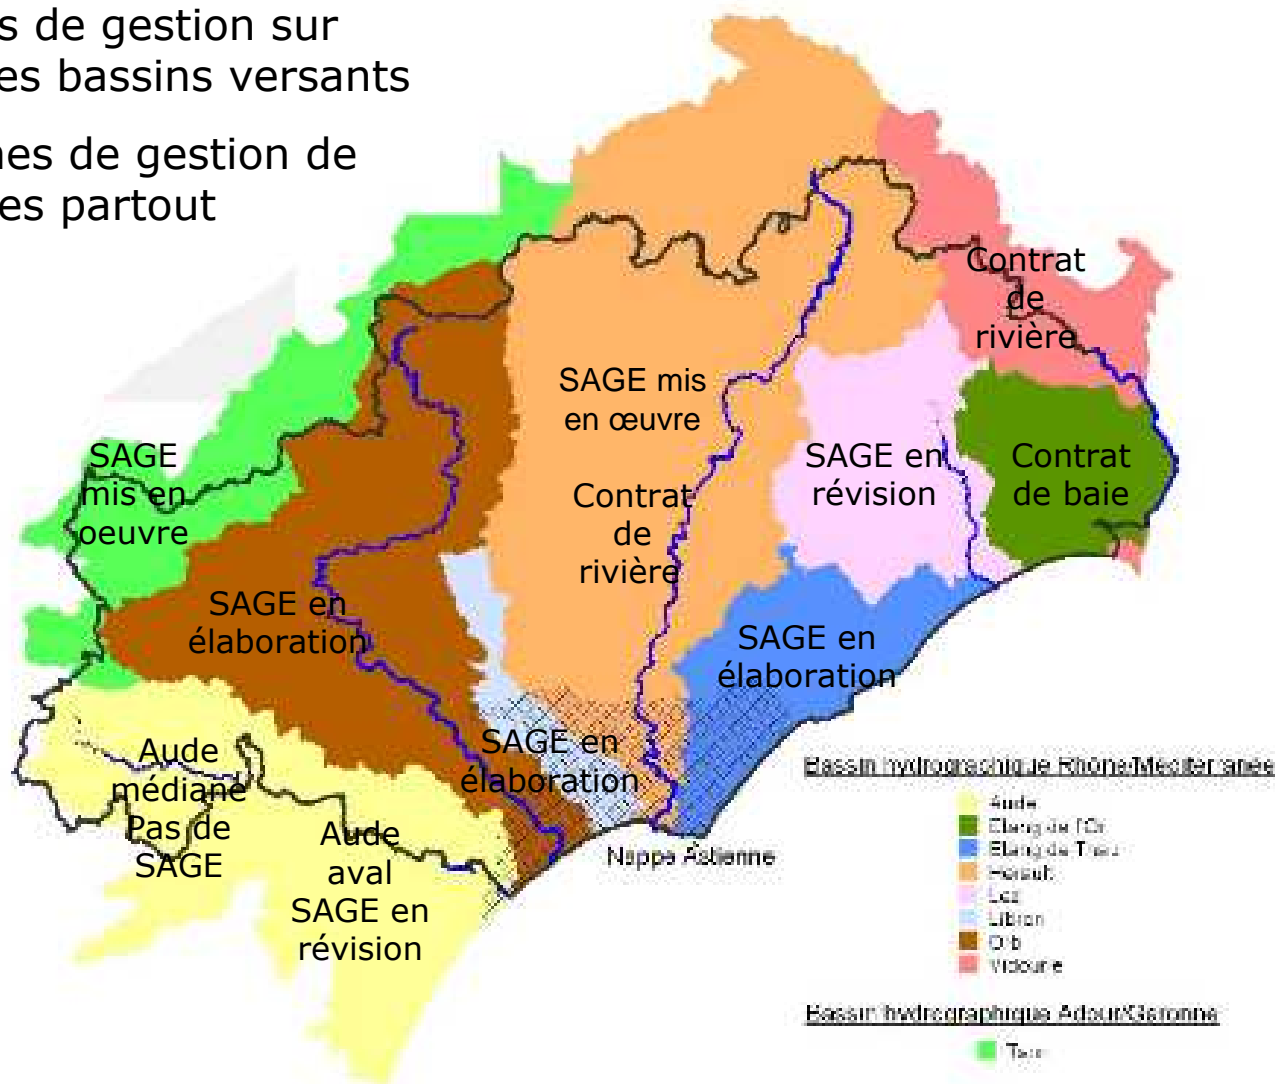 s de gestion sur
es bassins versants
nes de gestion de
es partout
Contrat
de
rivière
SAGE mis
en œuvre
SAGE
mis en
oeuvre
SAGE en
révision
Contrat
de baie
Contrat
de
rivière
SAGE en
élaboration
SAGE en
élaboration
SAGE en
élaboration
Aude
médiane
Pas de
SAGE
Aude
aval
SAGE en
révision
Nappe Astienne
Bassin hydrographique Rhône/Méditerranée
Aude
Etang de l'Or
Etang de Thau
Hérault
Lez
Libron
Orb
Vidourle
Bassin hydrographique Adour/Garonne
Tarn